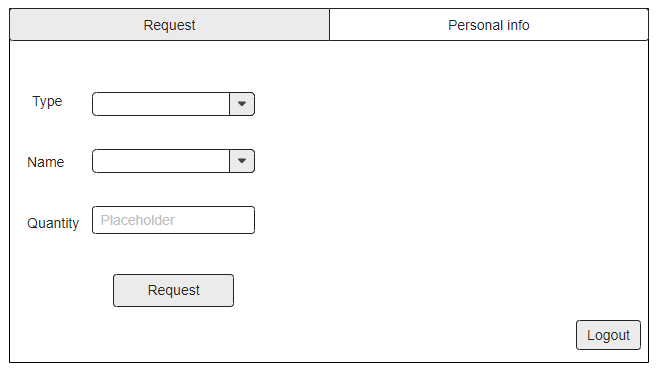 Request
Personal info
Type
Name
Quantity
Placeholder
Request
Logout